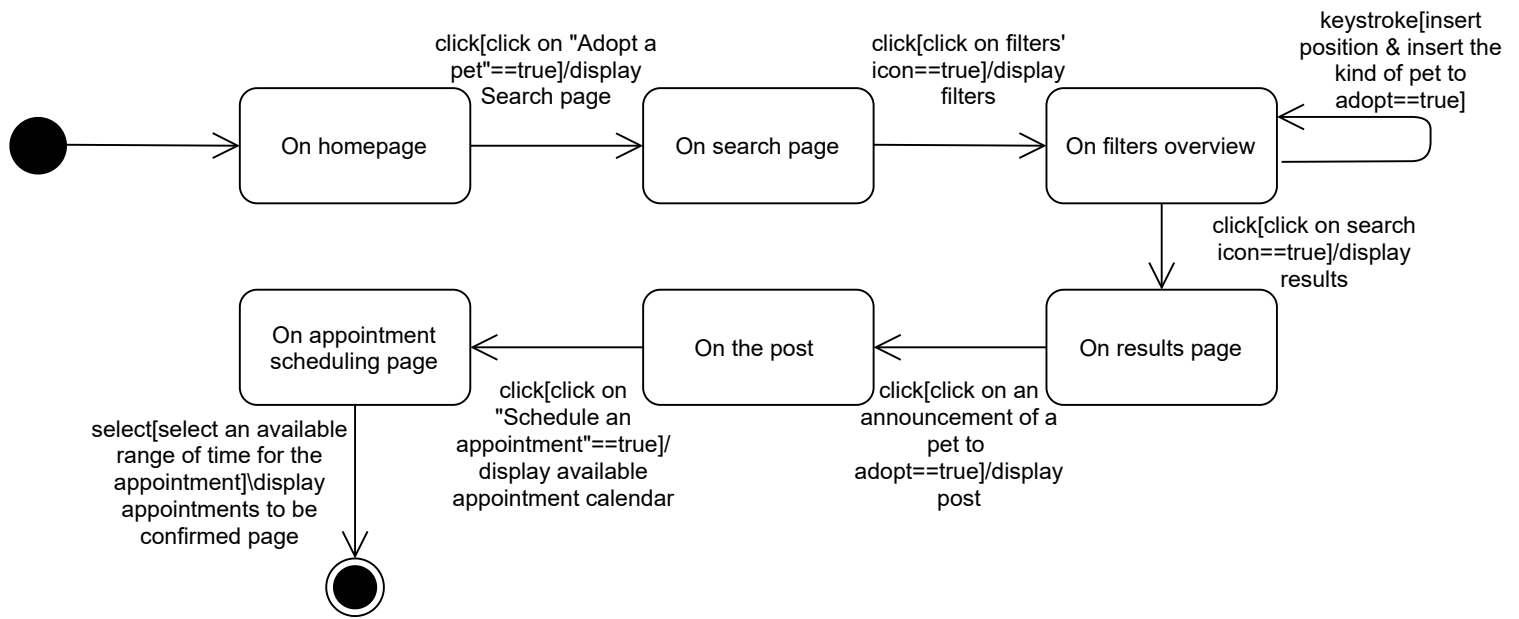 click[click on "Adopt a
pet"==true]/display
Search page
click[click on filters'
icon==true]/display
filters
keystroke[insert
position & insert the
kind of pet to
adopt==true]
On homepage
On search page
On filters overview
click[click on search
icon==true]/display
results
On appointment
scheduling page
On the post
On results page
click[click on
"Schedule an
appointment"==true]/
display available
appointment calendar
click[click on an
announcement of a
pet to
adopt==true]/display
post
select[select an available
range of time for the
appointment]\display
appointments to be
confirmed page